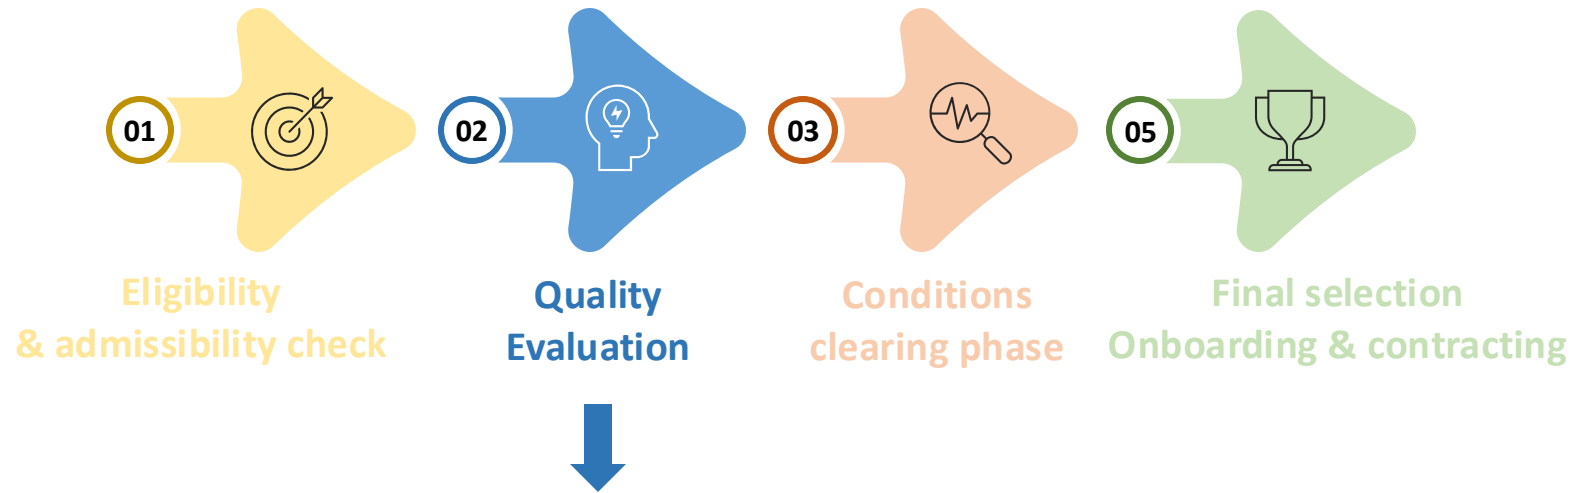 01
Eligibility
& admissibility check
02
Quality
Evaluation
03
Conditions
clearing phase
05
Final selection
Onboarding & contracting